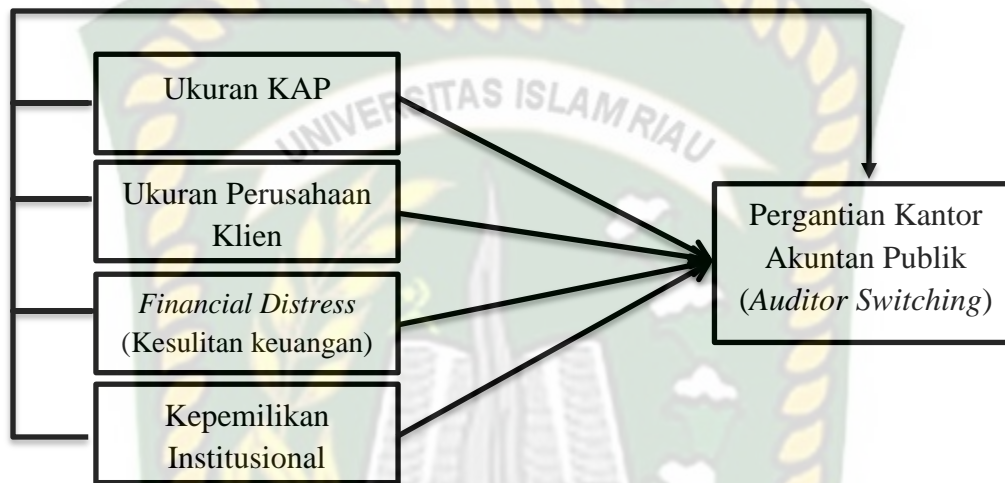 UNIVERSITAS ISLAM RIAU
Ukuran KAP
Ukuran Perusahaan
Klien
Financial Distress
(Kesulitan keuangan)
Kepemilikan
Institusional
Pergantian Kantor
Akuntan Publik
(Auditor Switching)